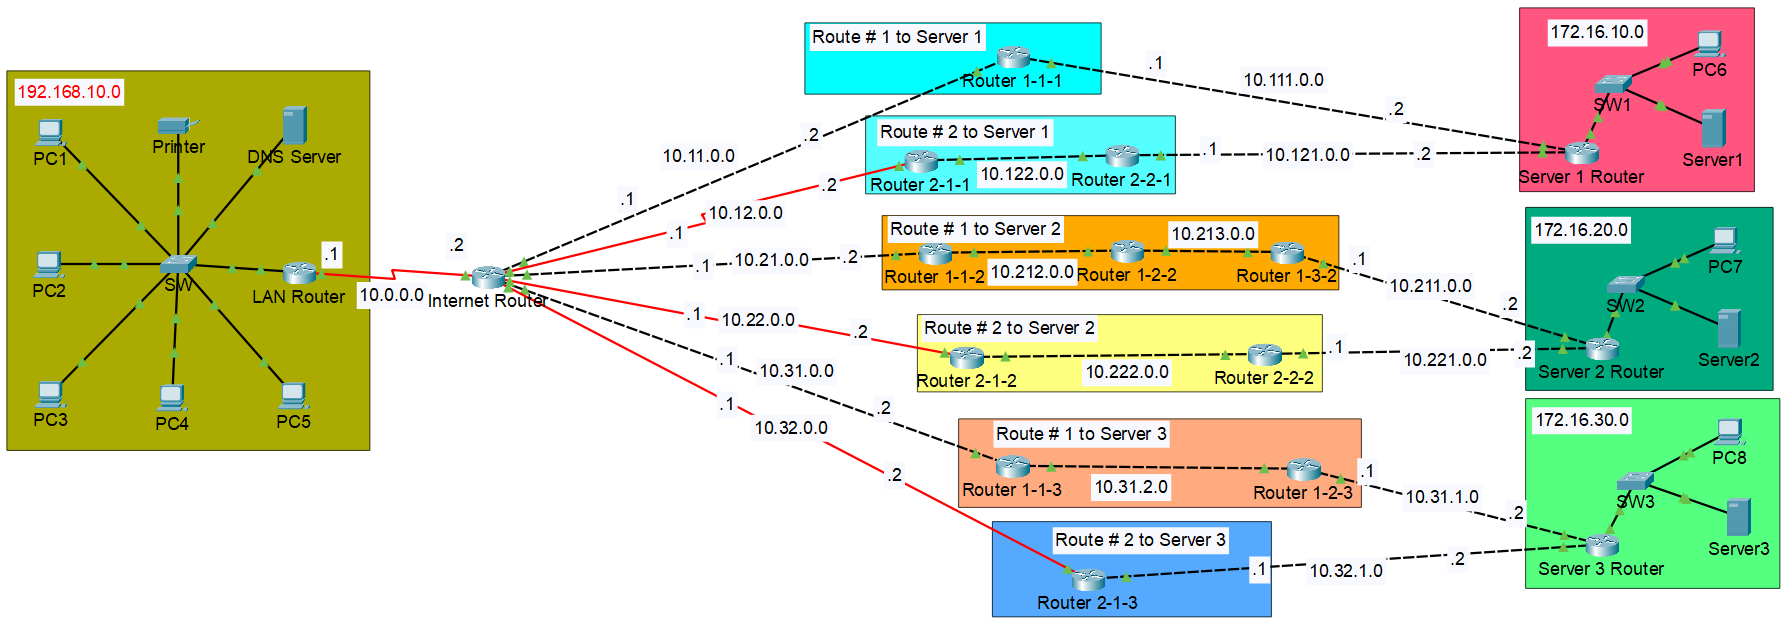 192.168.10.0
PC1
Printer
DNS Server
PC2
SW
LAN Router
.1
PC3
PC4
PC5
10.0.0.0
.2
Internet Router
.1
10.11.0.0
.2
Route # 1 to Server 1
Router 1-1-1
.1
10.111.0.0
.2
.1
10.12.0.0
.2
Route # 2 to Server 1
Router 2-1-1
10.122.0.0
Router 2-2-1
.1
10.121.0.0
.2
172.16.10.0
PC6
SW1
Server1
Server 1 Router
.1
10.21.0.0
.2
Route # 1 to Server 2
Router 1-1-2
10.212.0.0
Router 1-2-2
10.213.0.0
Router 1-3-2
.1
10.211.0.0
.2
.1
10.22.0.0
.2
Route # 2 to Server 2
Router 2-1-2
10.222.0.0
Router 2-2-2
.1
10.221.0.0
.2
172.16.20.0
PC7
SW2
Server2
Server 2 Router
.1
10.31.0.0
.2
Route # 1 to Server 3
Router 1-1-3
10.31.2.0
Router 1-2-3
.1
10.31.1.0
.2
.1
10.32.0.0
.2
Route # 2 to Server 3
Router 2-1-3
.1
10.32.1.0
.2
172.16.30.0
PC8
SW3
Server3
Server 3 Router